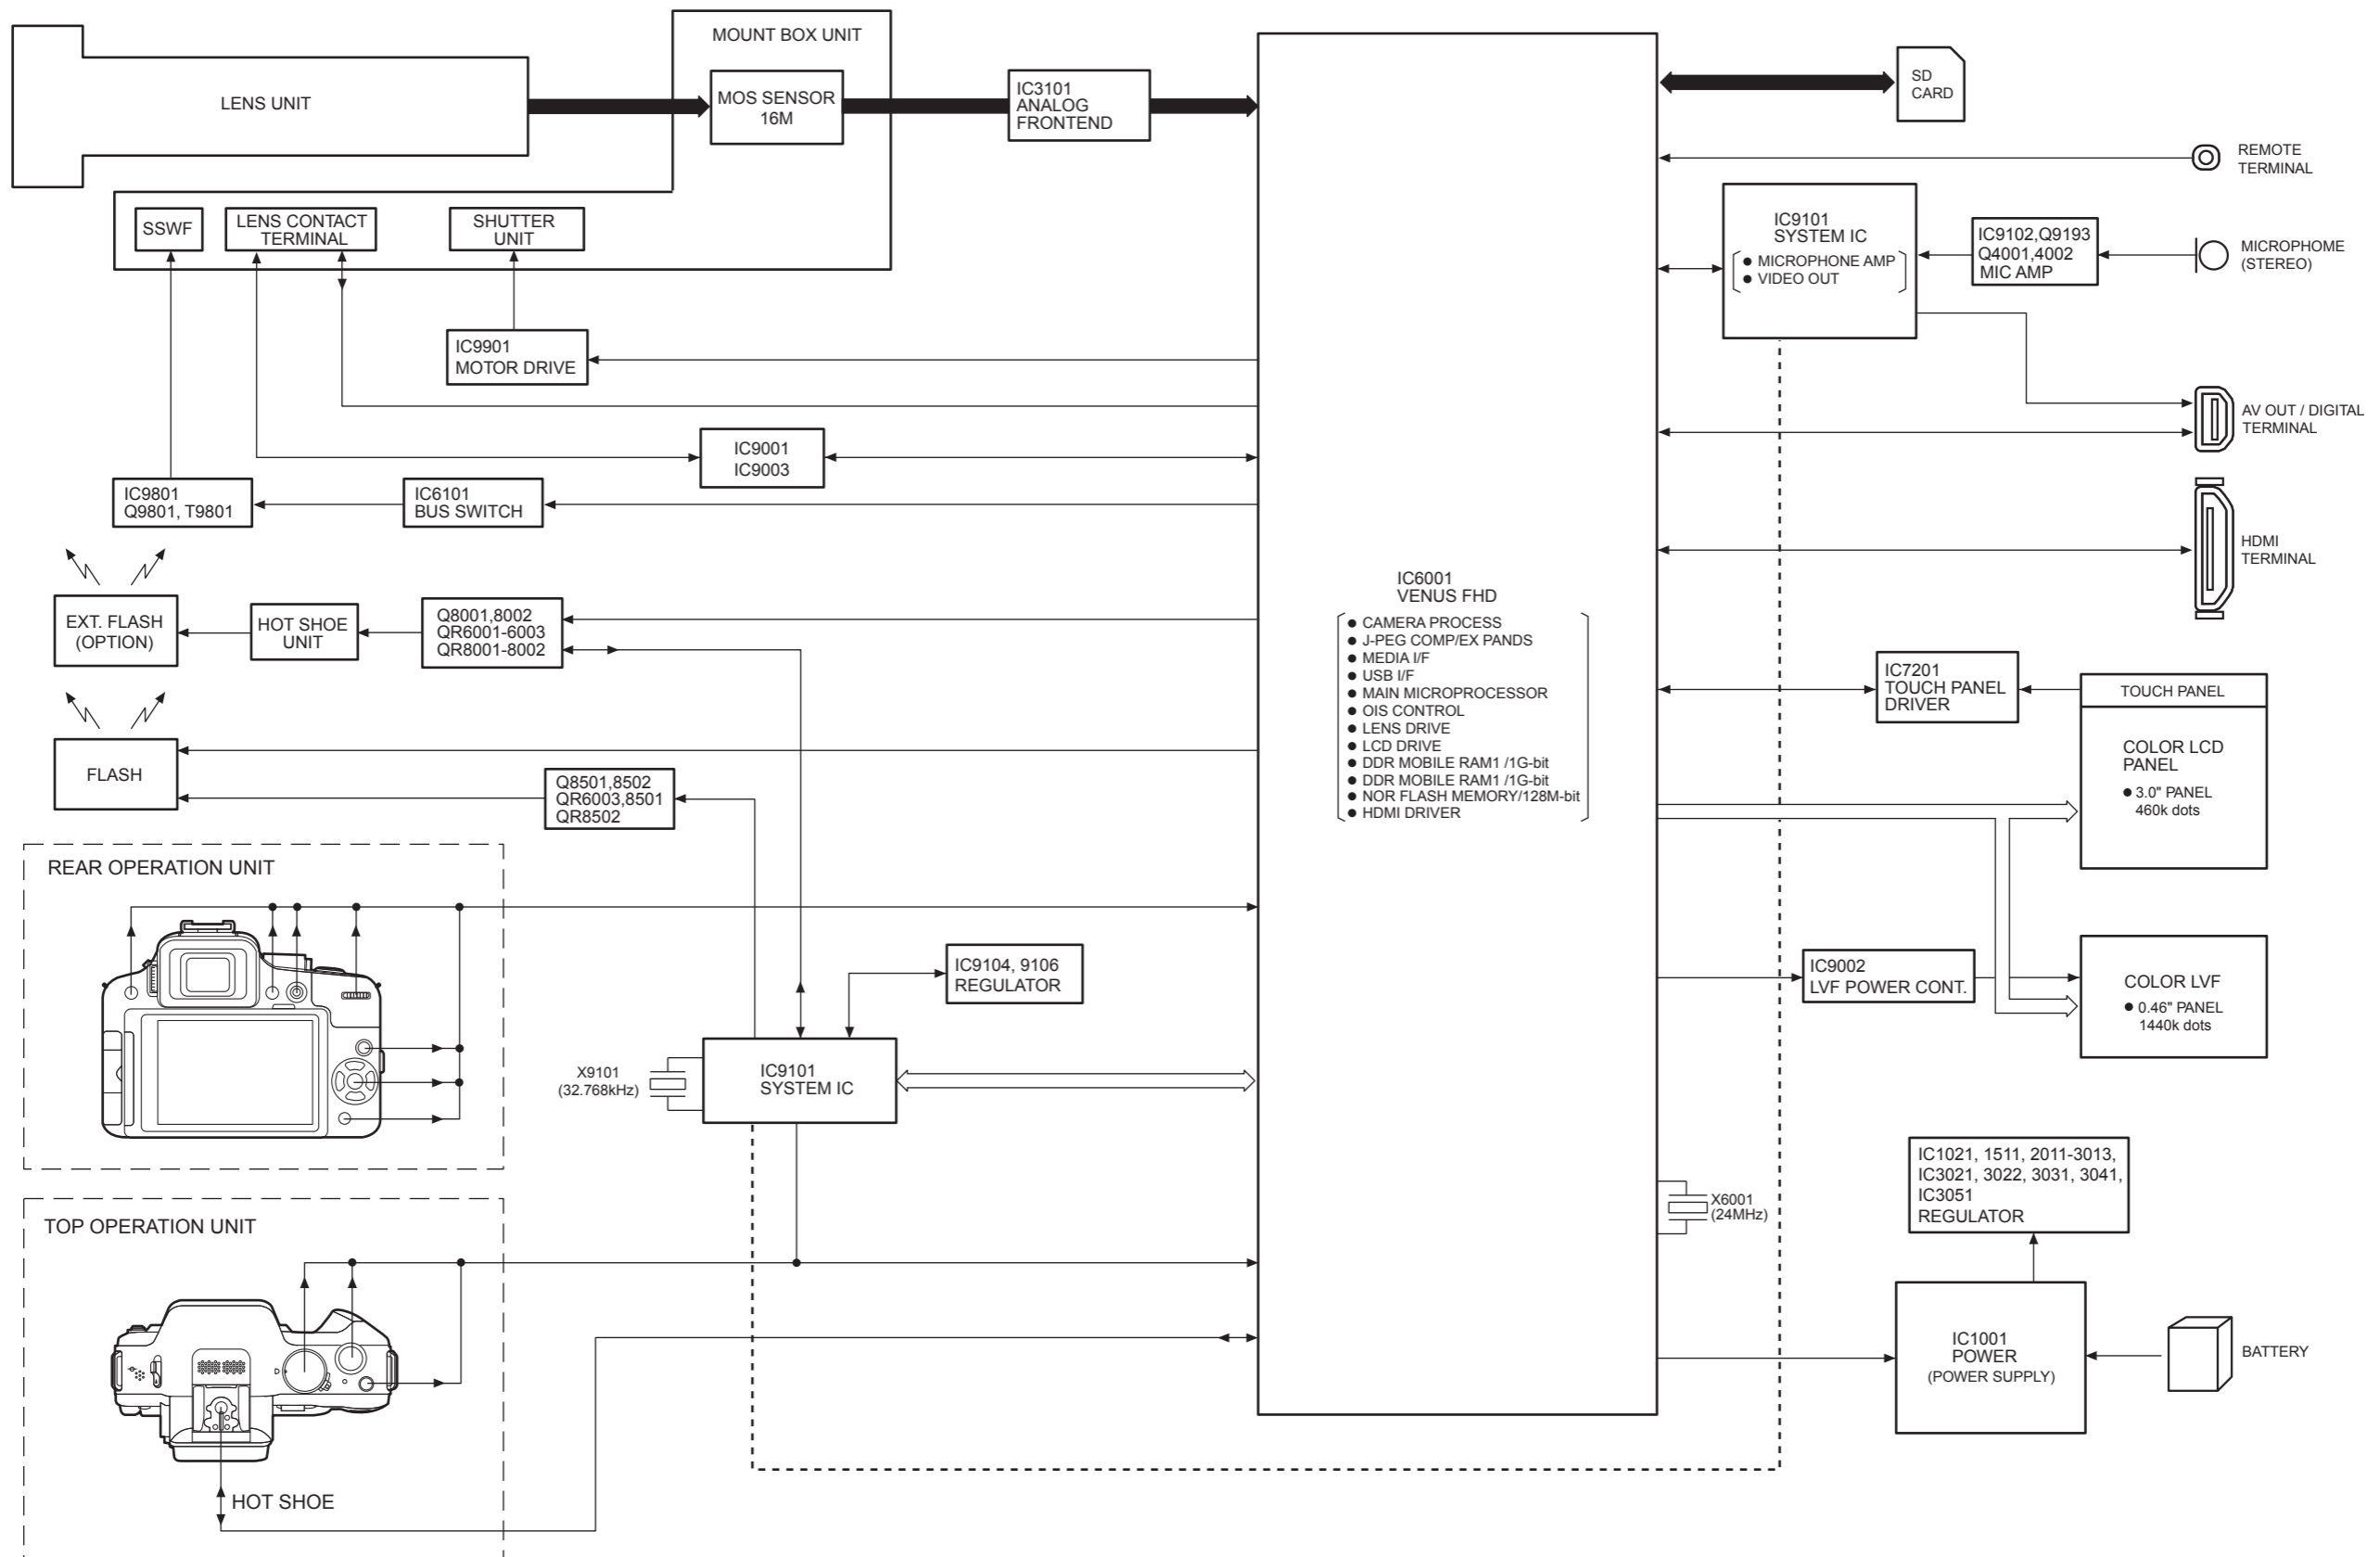 LENS UNIT
MOUNT BOX UNIT
MOS SENSOR
16M
IC3101
ANALOG
FRONTEND
SD
CARD
REMOTE
TERMINAL
SSWF
LENS CONTACT
TERMINAL
SHUTTER
UNIT
IC9101
SYSTEM IC
● MICROPHONE AMP
● VIDEO OUT
IC9102,Q9193
Q4001,4002
MIC AMP
MICROPHOME
(STEREO)
IC9901
MOTOR DRIVE
AV OUT / DIGITAL
TERMINAL
IC9001
IC9003
IC9801
Q9801, T9801
IC6101
BUS SWITCH
HDMI
TERMINAL
EXT. FLASH
(OPTION)
HOT SHOE
UNIT
Q8001,8002
QR6001-6003
QR8001-8002
IC6001
VENUS FHD
● CAMERA PROCESS
● J-PEG COMP/EX PANDS
● MEDIA I/F
● USB I/F
● MAIN MICROPROCESSOR
● OIS CONTROL
● LENS DRIVE
● LCD DRIVE
● DDR MOBILE RAM1 /1G-bit
● DDR MOBILE RAM1 /1G-bit
● NOR FLASH MEMORY/128M-bit
● HDMI DRIVER
IC7201
TOUCH PANEL
DRIVER
TOUCH PANEL
COLOR LCD
PANEL
● 3.0" PANEL
460k dots
FLASH
Q8501,8502
QR6003,8501
QR8502
REAR OPERATION UNIT
IC9104, 9106
REGULATOR
IC9002
LVF POWER CONT.
COLOR LVF
● 0.46" PANEL
1440k dots
X9101
(32.768kHz)
IC9101
SYSTEM IC
X6001
(24MHz)
IC1021, 1511, 2011-3013,
IC3021, 3022, 3031, 3041,
IC3051
REGULATOR
TOP OPERATION UNIT
IC1001
POWER
(POWER SUPPLY)
BATTERY
HOT SHOE